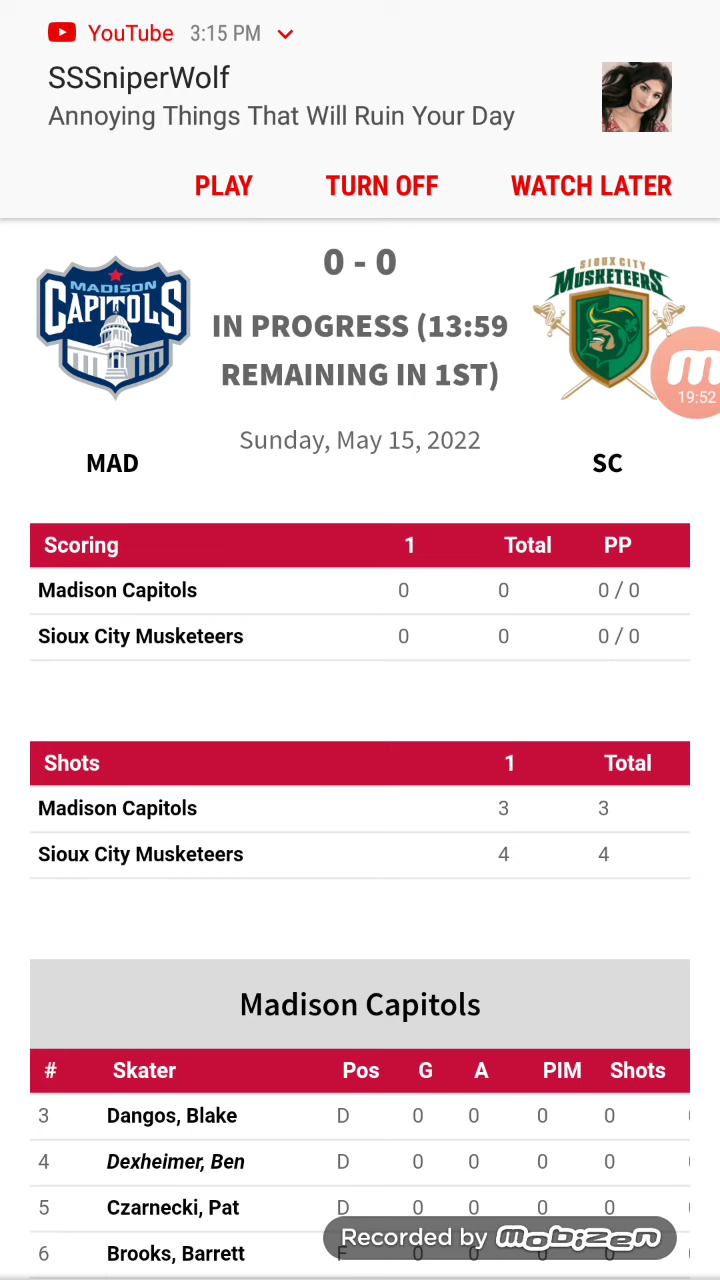 YouTube 3:15 PM
SSSniperWolf
Annoying Things That Will Ruin Your Day
PLAY TURN OFF WATCH LATER
MADISON
CAPITOLS
0 - 0
SIOUX CITY
MUSKETEERS
IN PROGRESS (13:59
REMAINING IN 1ST)
19:52
Sunday, May 15, 2022
MAD SC
Scoring 1 Total PP
Madison Capitols 0 0 0 / 0
Sioux City Musketeers 0 0 0 / 0
Shots 1 Total
Madison Capitols 3 3
Sioux City Musketeers 4 4
Madison Capitols
# Skater Pos G A PIM Shots
3 Dangos, Blake D 0 0 0 0
4 Dexheimer, Ben D 0 0 0 0
5 Czarnecki, Pat D 0 0 0 0
Recorded by mobizen
6 Brooks, Barrett F 0 0 0 0